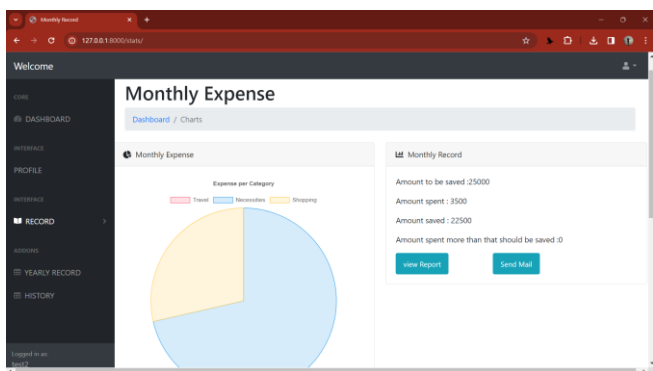 Monthly Record
127.0.0.1:8000/stats/
Welcome
CORE
DASHBOARD
INTERFACE
PROFILE
INTERFACE
RECORD
ADDONS
YEARLY RECORD
HISTORY
Logged in as:
test2
Monthly Expense
Dashboard / Charts
Monthly Expense
Expense per Category
Travel Necessities Shopping
Monthly Record
Amount to be saved :25000
Amount spent : 3500
Amount saved : 22500
Amount spent more than that should be saved :0
view Report Send Mail